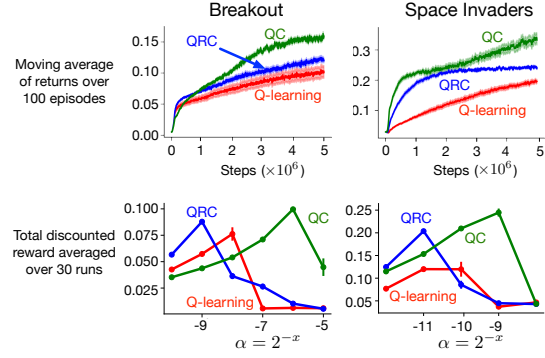 Breakout
Space Invaders
Moving average
of returns over
100 episodes
0.15
0.10
0.05
0.00
QC
QRC
Q-learning
0 1 2 3 4 5
Steps (×10⁶)
0.3
0.2
0.1
QC
QRC
Q-learning
0 1 2 3 4 5
Steps (×10⁶)
Total discounted
reward averaged
over 30 runs
0.100
0.075
0.050
0.025
QRC
QC
Q-learning
-9 -7 -5
α = 2⁻ˣ
0.25
0.20
0.15
0.10
0.05
QRC
QC
Q-learning
-11 -10 -9
α = 2⁻ˣ